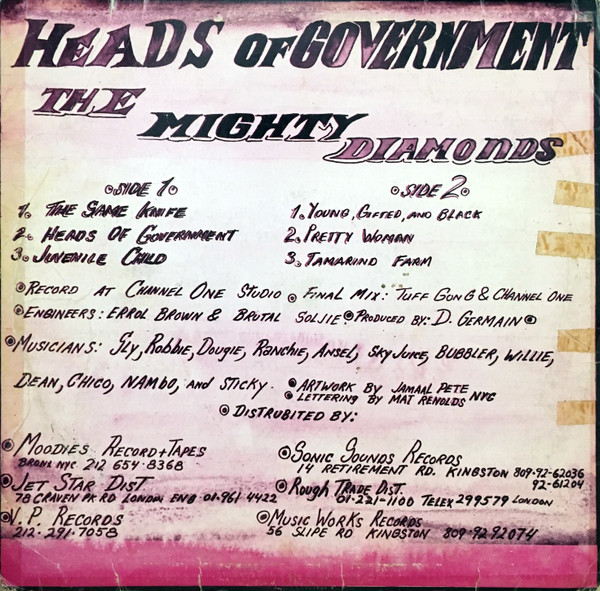 HEADS OF GOVERNMENT
THE
MIGHTY
DIAMONDS
SIDE 1
1. THE SAME KNIFE
2. HEADS OF GOVERNMENT
3. JUVENILE CHILD
SIDE 2
1. YOUNG, GIFTED, AND BLACK
2. PRETTY WOMAN
3. TAMARIND FARM
RECORD AT CHANNEL ONE STUDIO FINAL MIX: TUFF GONG & CHANNEL ONE
ENGINEERS: ERROL BROWN & BRUTAL SOLJIE PRODUCED BY: D. GERMAIN
MUSICIANS: SLY, ROBBIE, DOUGIE, RANCHIE, ANSEL, SKY JUICE, BUBBLER, WILLIE,
DEAN, CHICO, NAMBO, AND STICKY.
ARTWORK BY JAMAAL PETE NYC
LETTERING BY MAT RENOLDS
DISTRUBITED BY:
MOODIES RECORD + TAPES
BRONX NYC 212 654-8368
JET STAR DIST.
78 CRAVEN PK RD LONDON ENG 01-961 4422
V.P. RECORDS
212-291-7058
SONIC SOUNDS RECORDS
14 RETIREMENT RD. KINGSTON 809-92-62036
92-61204
ROUGH TRADE DIST.
01-221-1100 TELEX 299579 LONDON
MUSIC WORKS RECORDS
56 SLIPE RD KINGSTON 809 92 92074